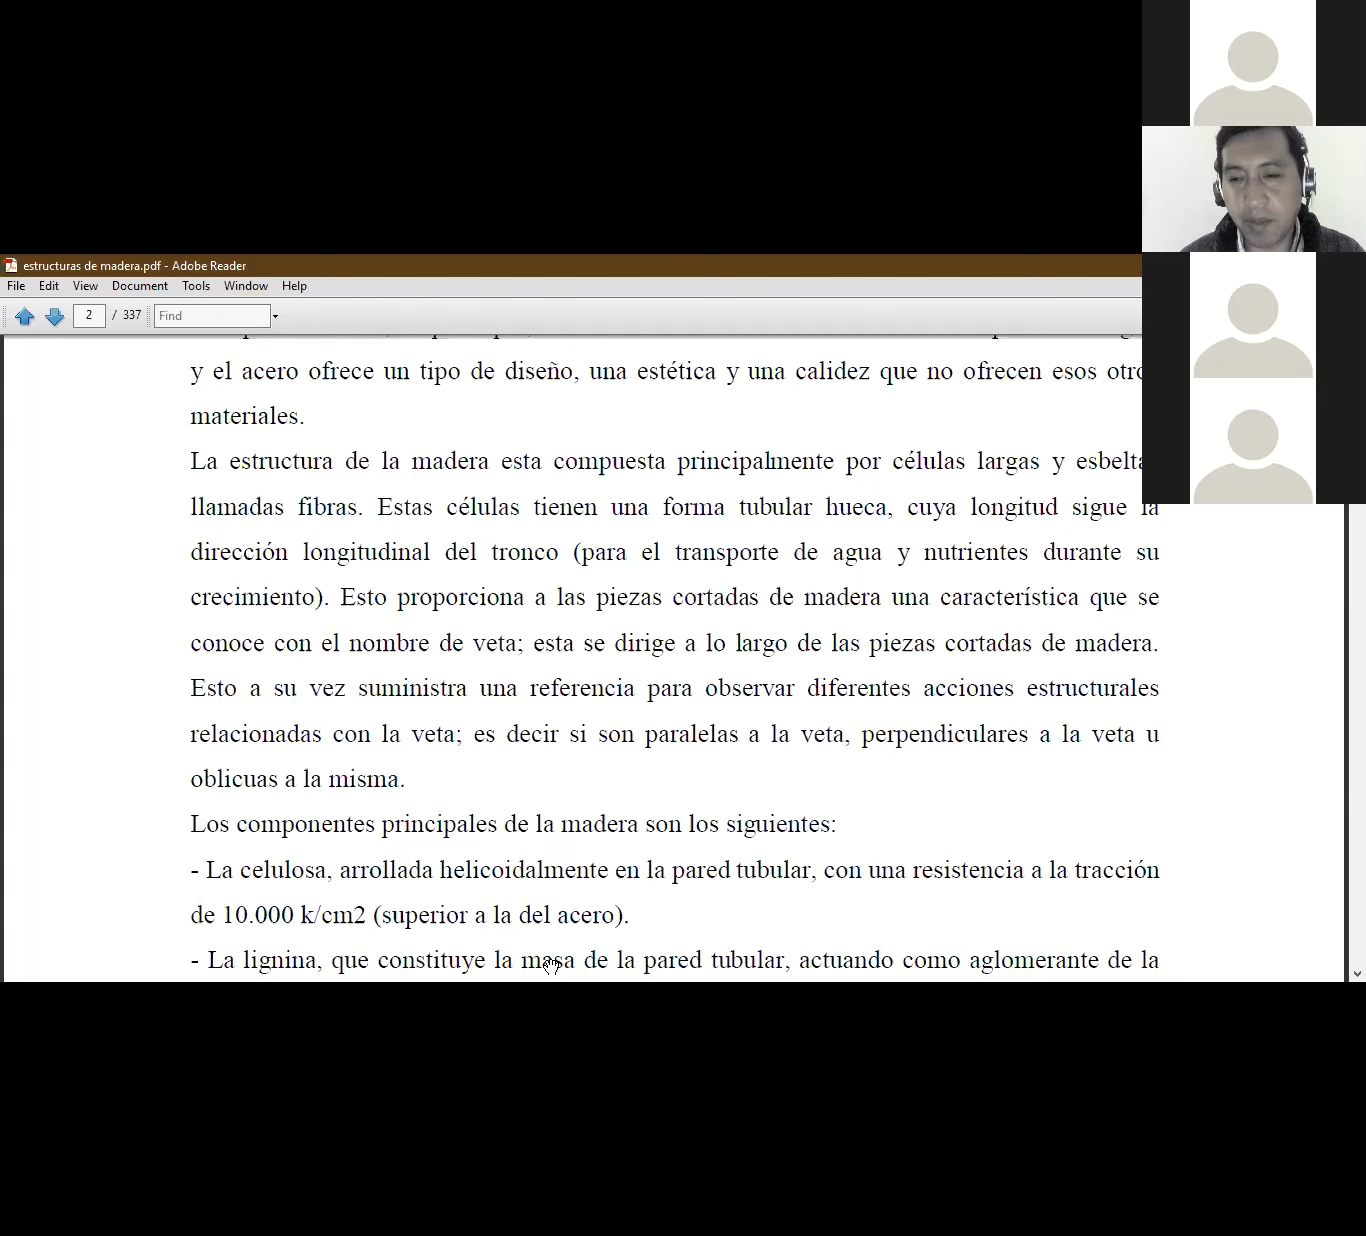 estructuras de madera.pdf - Adobe Reader
File Edit View Document Tools Window Help
2 / 337 Find
y el acero ofrece un tipo de diseño, una estética y una calidez que no ofrecen esos
materiales.
La estructura de la madera esta compuesta principalmente por células largas y
llamadas fibras. Estas células tienen una forma tubular hueca, cuya longitud sigue la
dirección longitudinal del tronco (para el transporte de agua y nutrientes durante su
crecimiento). Esto proporciona a las piezas cortadas de madera una característica que se
conoce con el nombre de veta; esta se dirige a lo largo de las piezas cortadas de madera.
Esto a su vez suministra una referencia para observar diferentes acciones estructurales
relacionadas con la veta; es decir si son paralelas a la veta, perpendiculares a la veta u
oblicuas a la misma.
Los componentes principales de la madera son los siguientes:
- La celulosa, arrollada helicoidalmente en la pared tubular, con una resistencia a la tracción
de 10.000 k/cm2 (superior a la del acero).
- La lignina, que constituye la masa de la pared tubular, actuando como aglomerante de la